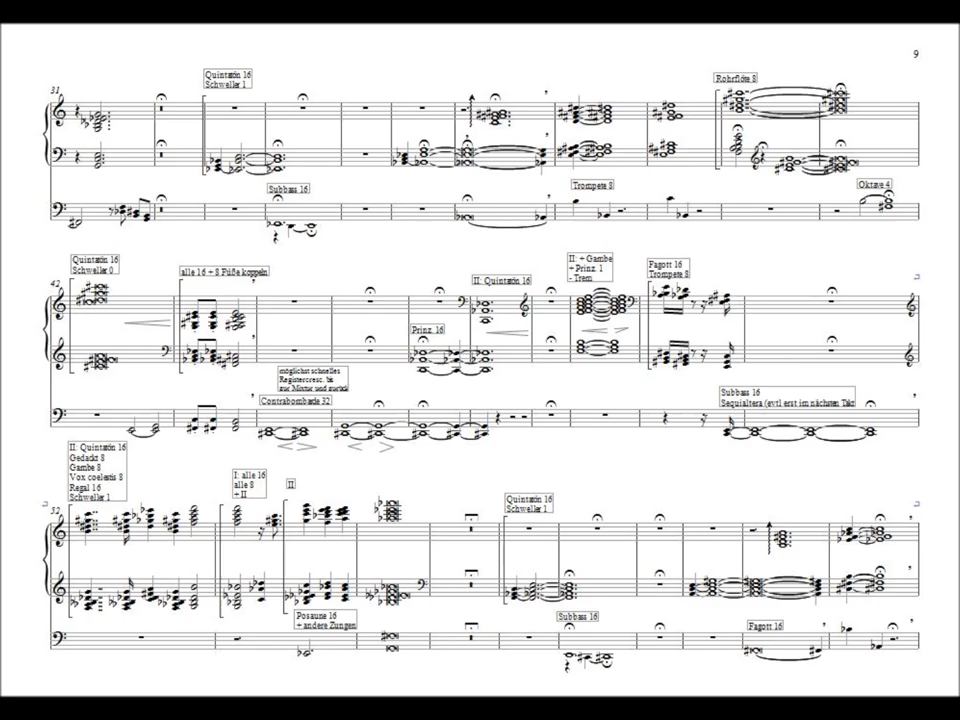 9
31
Quintatön 16
Schweller 1
Rohrflöte 8
Subbass 16
Trompete 8
Oktave 4
42
Quintatön 16
Schweller 0
alle 16 + 8 Füße koppeln
II: Quintatön 16
II: + Gambe
+ Prinz. 1
- Trem
Fagott 16
Trompete 8
Prinz. 16
möglichst schnelles
Registercresc. bis
zur Mixtur und zurück
Contrabombarde 32
Subbass 16
Sequialtera (evtl erst im nächsten Takt
32
II: Quintatön 16
Gedackt 8
Gambe 8
Vox coelestis 8
Regal 16
Schweller 1
I: alle 16
alle 8
+ II
II
Quintatön 16
Schweller 1
Posaune 16
+ andere Zungen
Subbass 16
Fagott 16